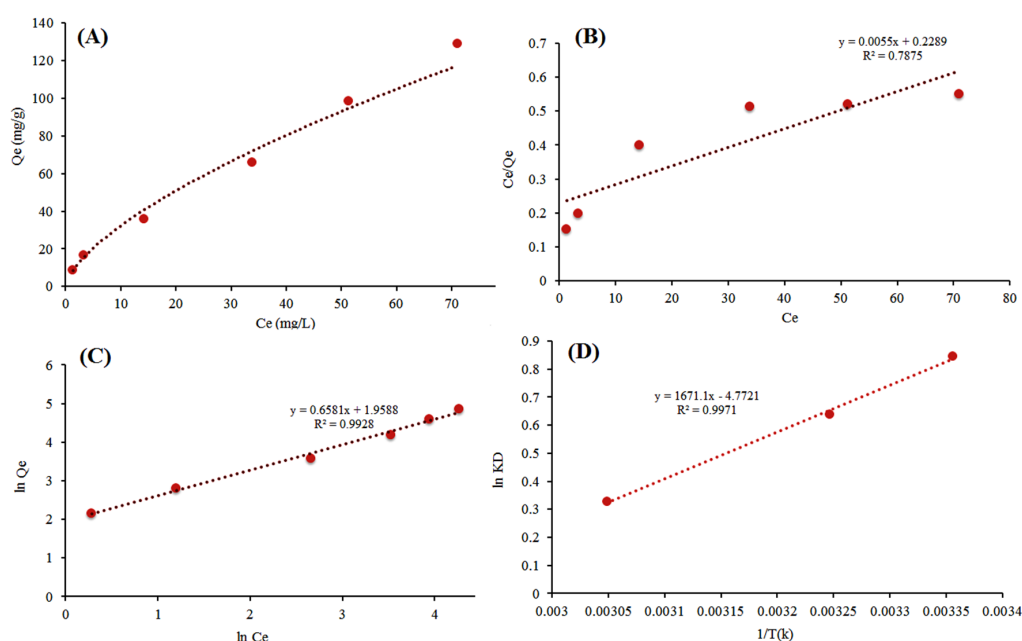 (A)
140
120
100
80
60
40
20
0
Qe (mg/g)
0 10 20 30 40 50 60 70
Ce (mg/L)
(B)
y = 0.0055x + 0.2289
R² = 0.7875
0.7
0.6
0.5
0.4
0.3
0.2
0.1
0
Ce/Qe
0 10 20 30 40 50 60 70 80
Ce
(C)
y = 0.6581x + 1.9588
R² = 0.9928
6
5
4
3
2
1
0
ln Qe
0 1 2 3 4
ln Ce
(D)
y = 1671.1x - 4.7721
R² = 0.9971
0.9
0.8
0.7
0.6
0.5
0.4
0.3
0.2
0.1
0
ln KD
0.003 0.00305 0.0031 0.00315 0.0032 0.00325 0.0033 0.00335 0.0034
1/T(k)